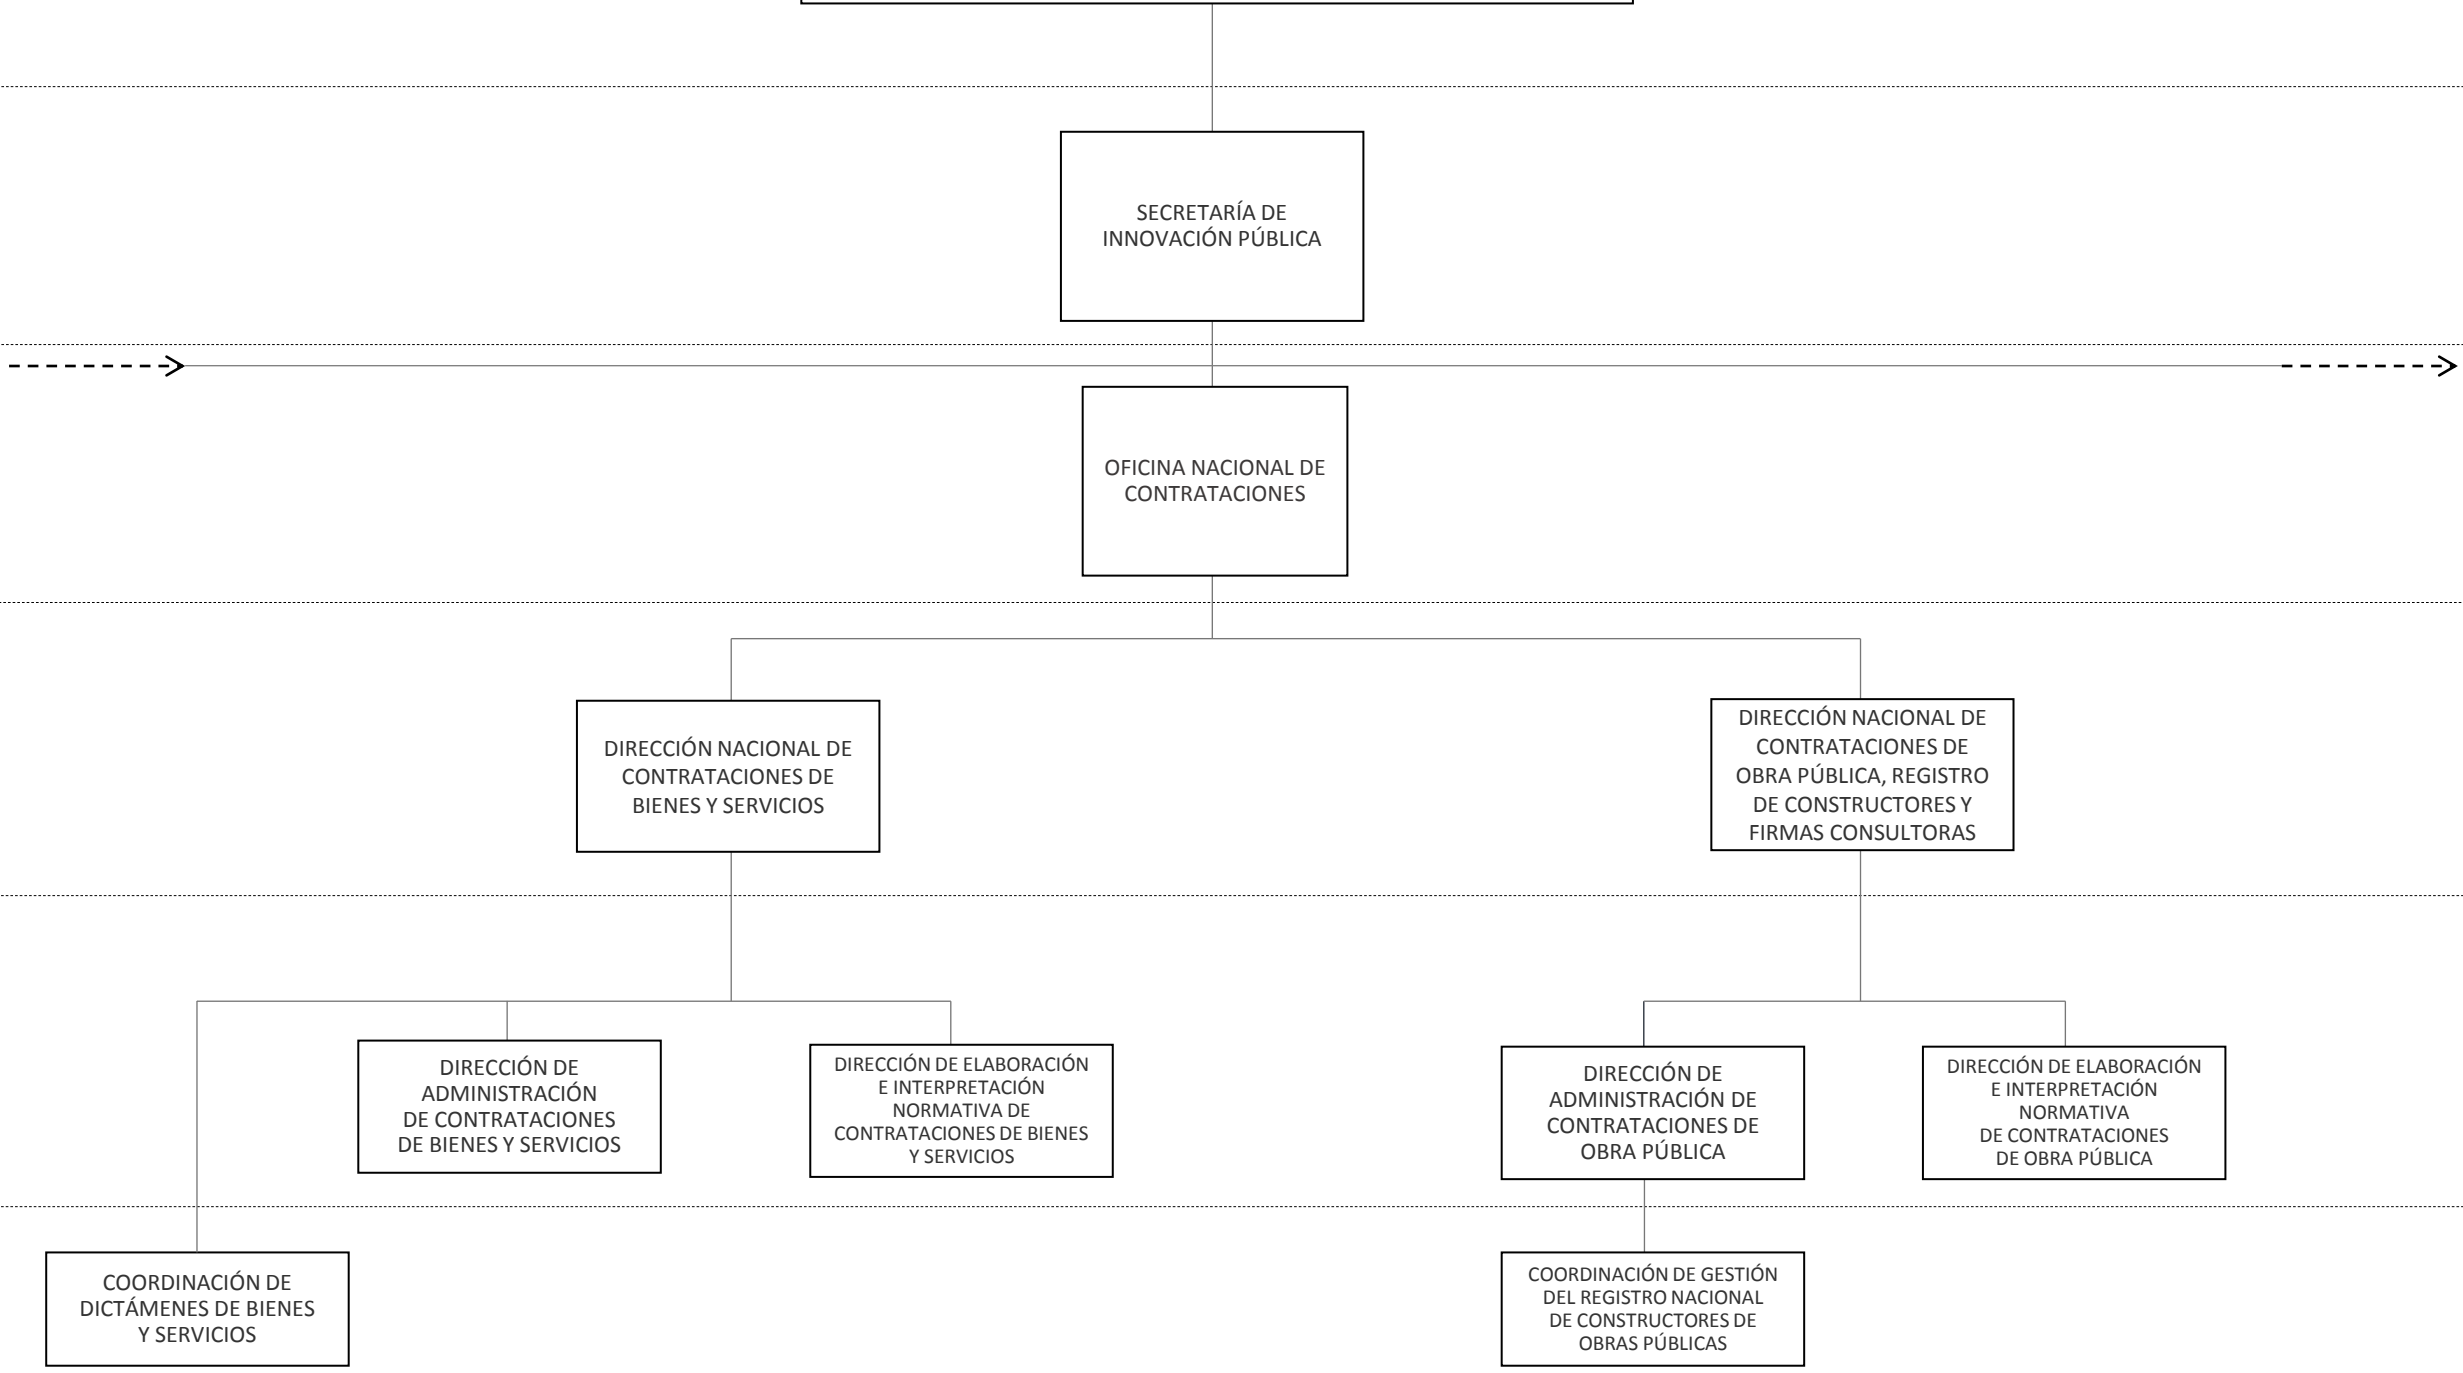 SECRETARÍA DE
INNOVACIÓN PÚBLICA
OFICINA NACIONAL DE
CONTRATACIONES
DIRECCIÓN NACIONAL DE
CONTRATACIONES DE
BIENES Y SERVICIOS
DIRECCIÓN NACIONAL DE
CONTRATACIONES DE
OBRA PÚBLICA, REGISTRO
DE CONSTRUCTORES Y
FIRMAS CONSULTORAS
DIRECCIÓN DE
ADMINISTRACIÓN
DE CONTRATACIONES
DE BIENES Y SERVICIOS
DIRECCIÓN DE ELABORACIÓN
E INTERPRETACIÓN
NORMATIVA DE
CONTRATACIONES DE BIENES
Y SERVICIOS
DIRECCIÓN DE
ADMINISTRACIÓN DE
CONTRATACIONES DE
OBRA PÚBLICA
DIRECCIÓN DE ELABORACIÓN
E INTERPRETACIÓN
NORMATIVA
DE CONTRATACIONES
DE OBRA PÚBLICA
COORDINACIÓN DE
DICTÁMENES DE BIENES
Y SERVICIOS
COORDINACIÓN DE GESTIÓN
DEL REGISTRO NACIONAL
DE CONSTRUCTORES DE
OBRAS PÚBLICAS